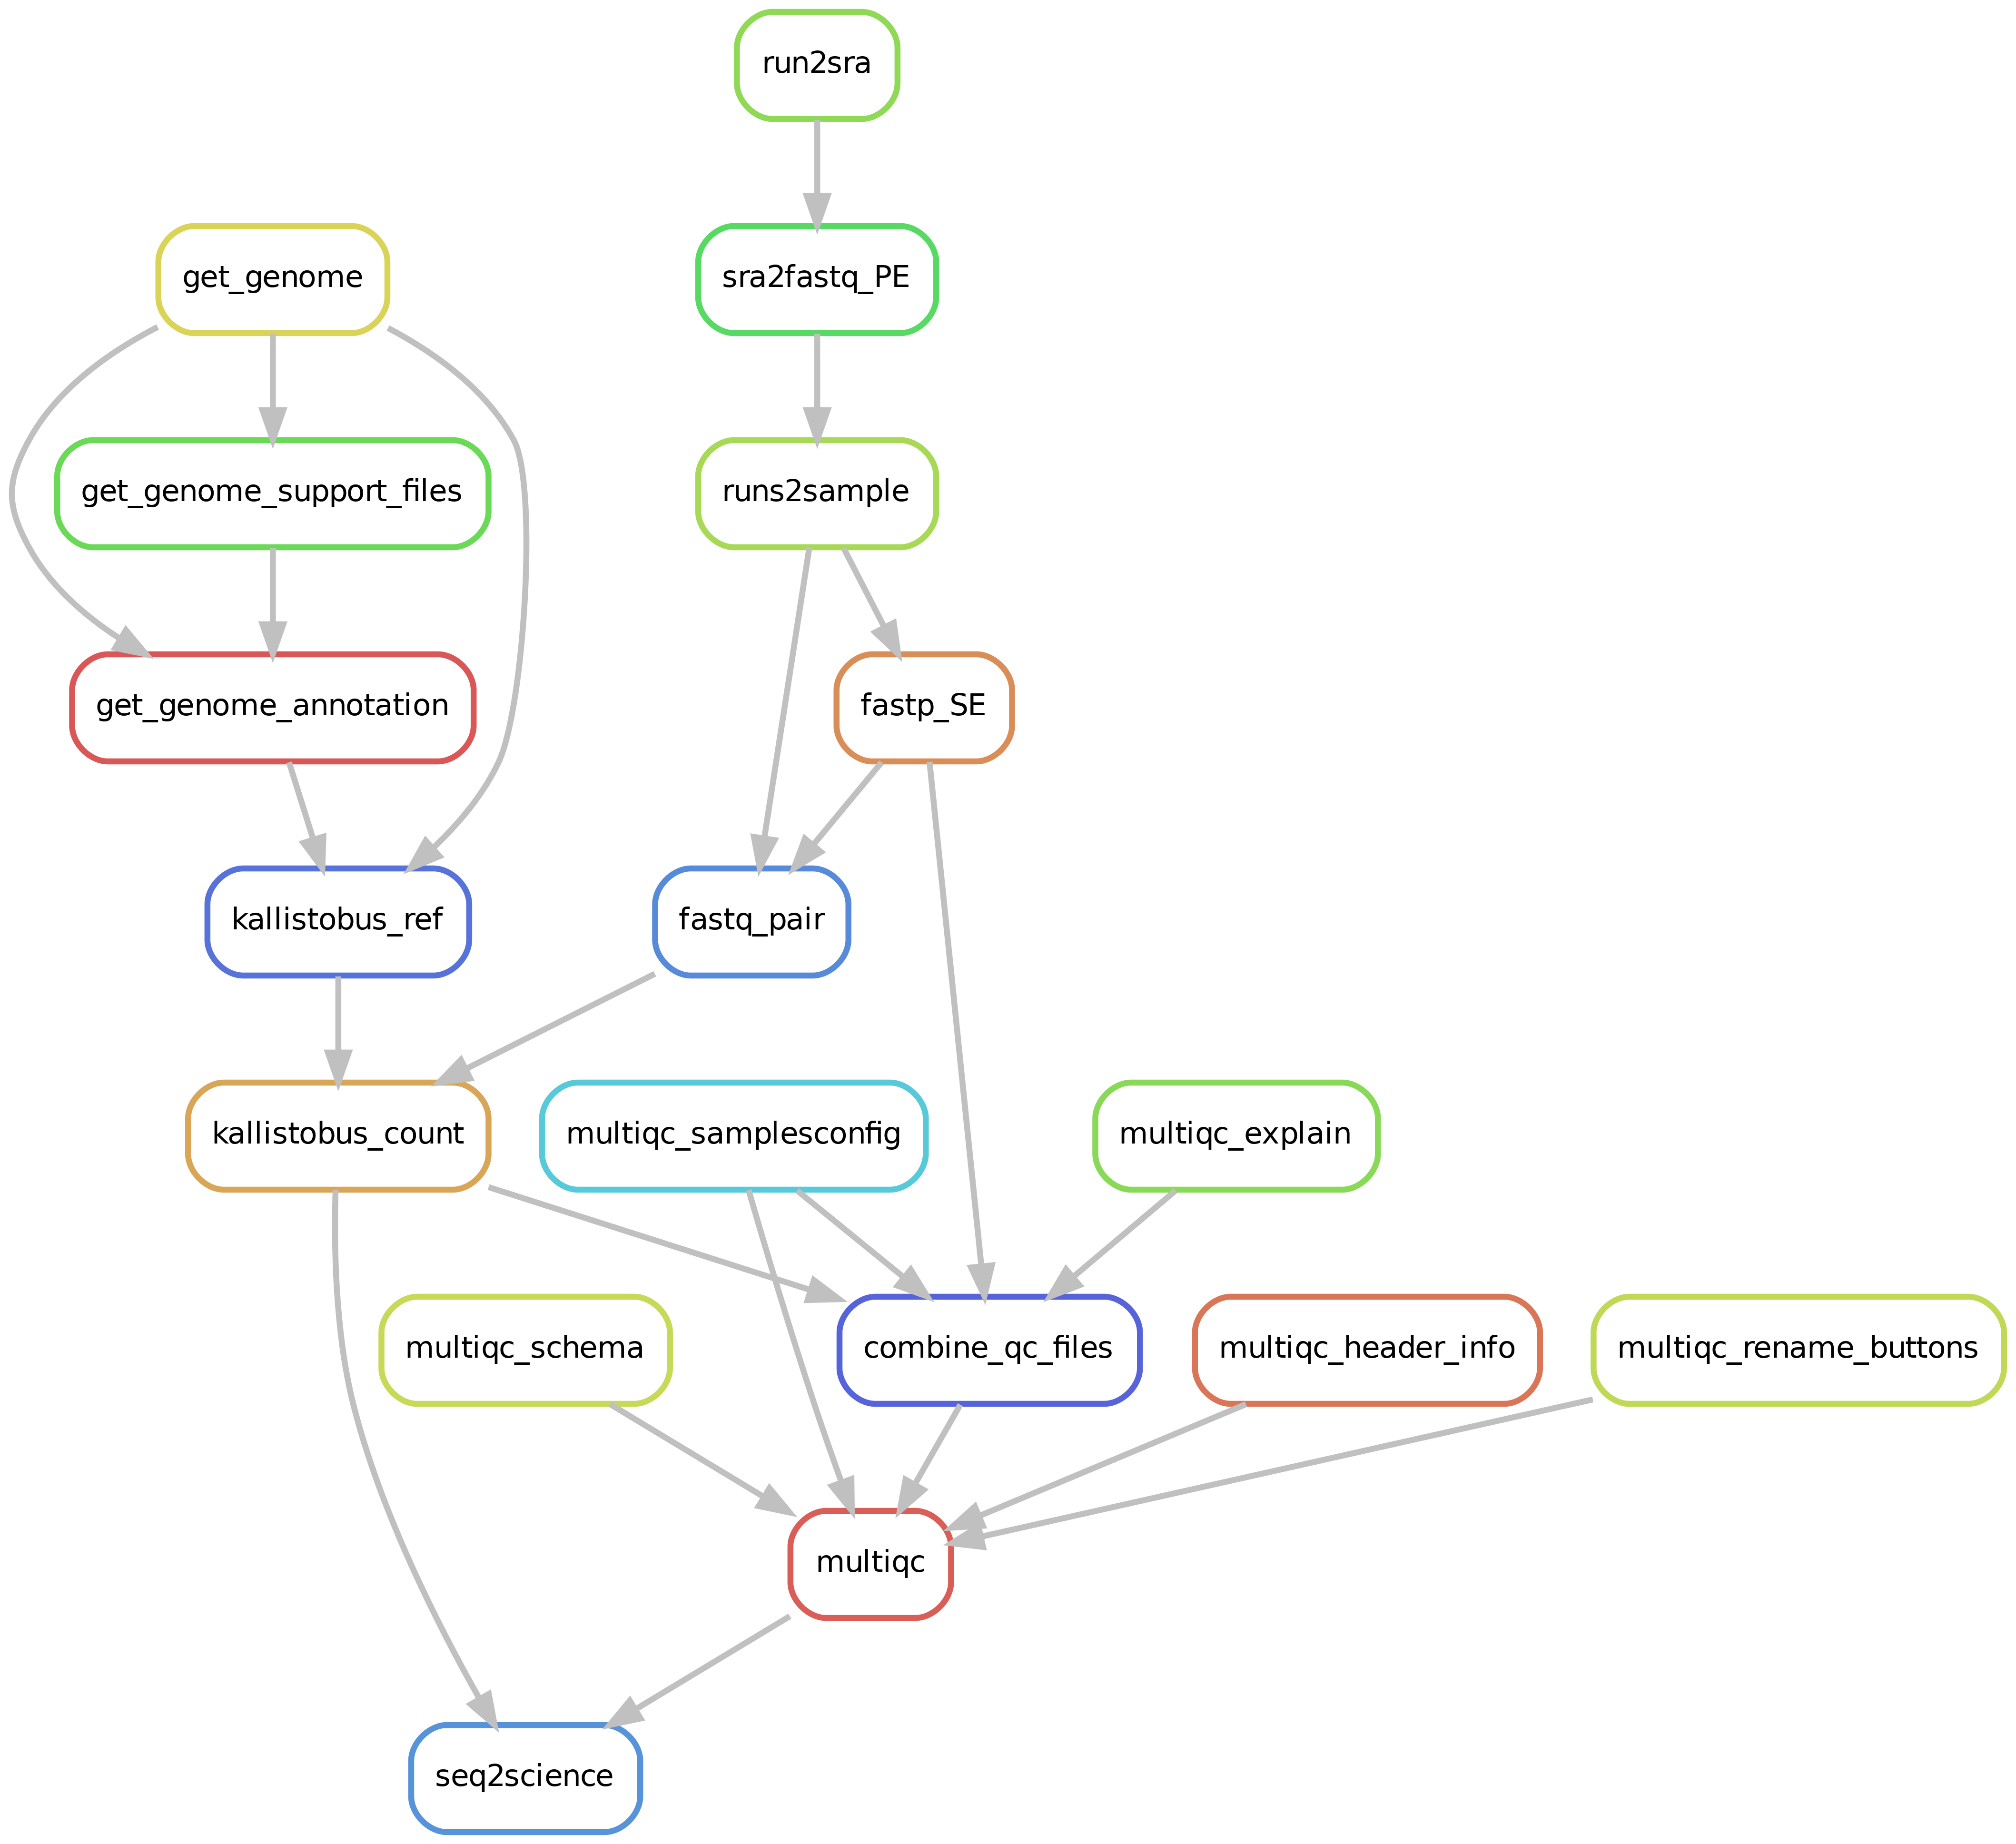 run2sra
get_genome
sra2fastq_PE
get_genome_support_files
runs2sample
get_genome_annotation
fastp_SE
kallistobus_ref
fastq_pair
kallistobus_count
multiqc_samplesconfig
multiqc_explain
multiqc_schema
combine_qc_files
multiqc_header_info
multiqc_rename_buttons
multiqc
seq2science